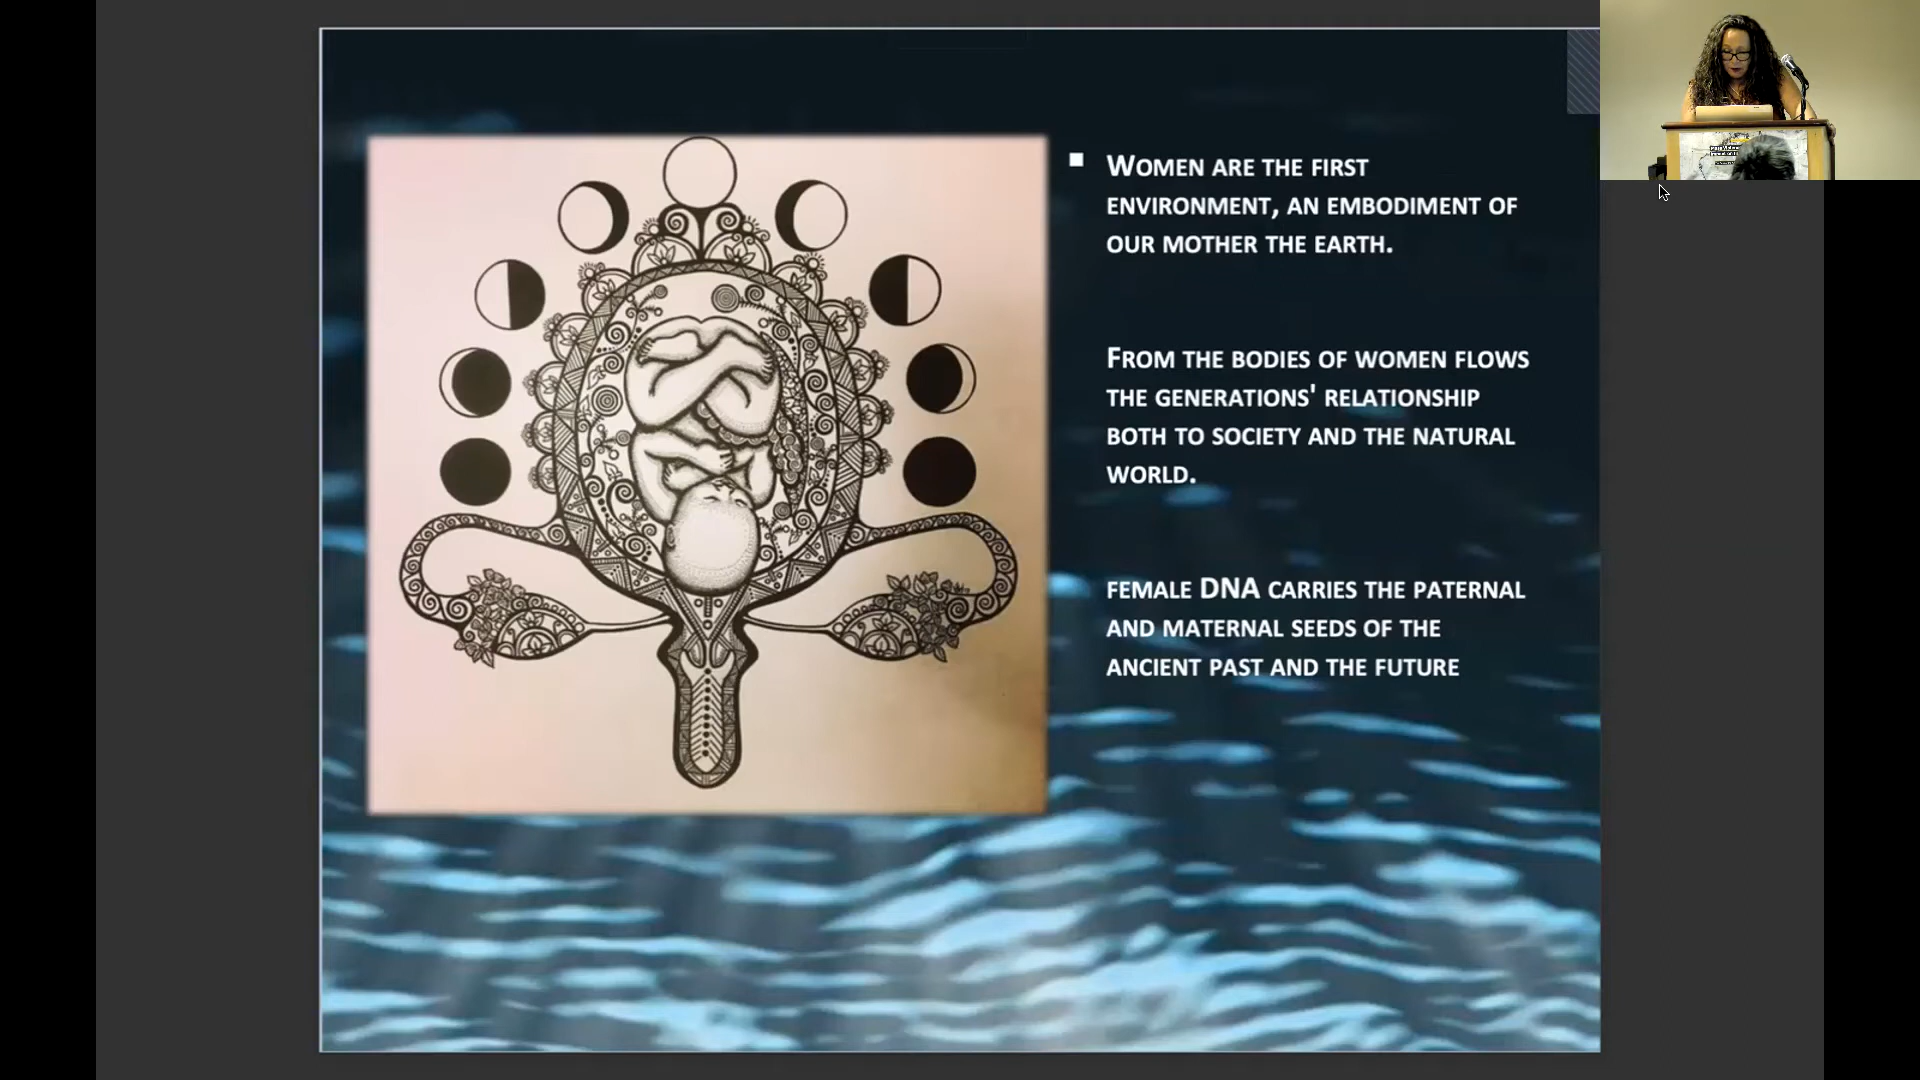 Women are the first
environment, an embodiment of
our mother the earth.
From the bodies of women flows
the generations' relationship
both to society and the natural
world.
female DNA carries the paternal
and maternal seeds of the
ancient past and the future